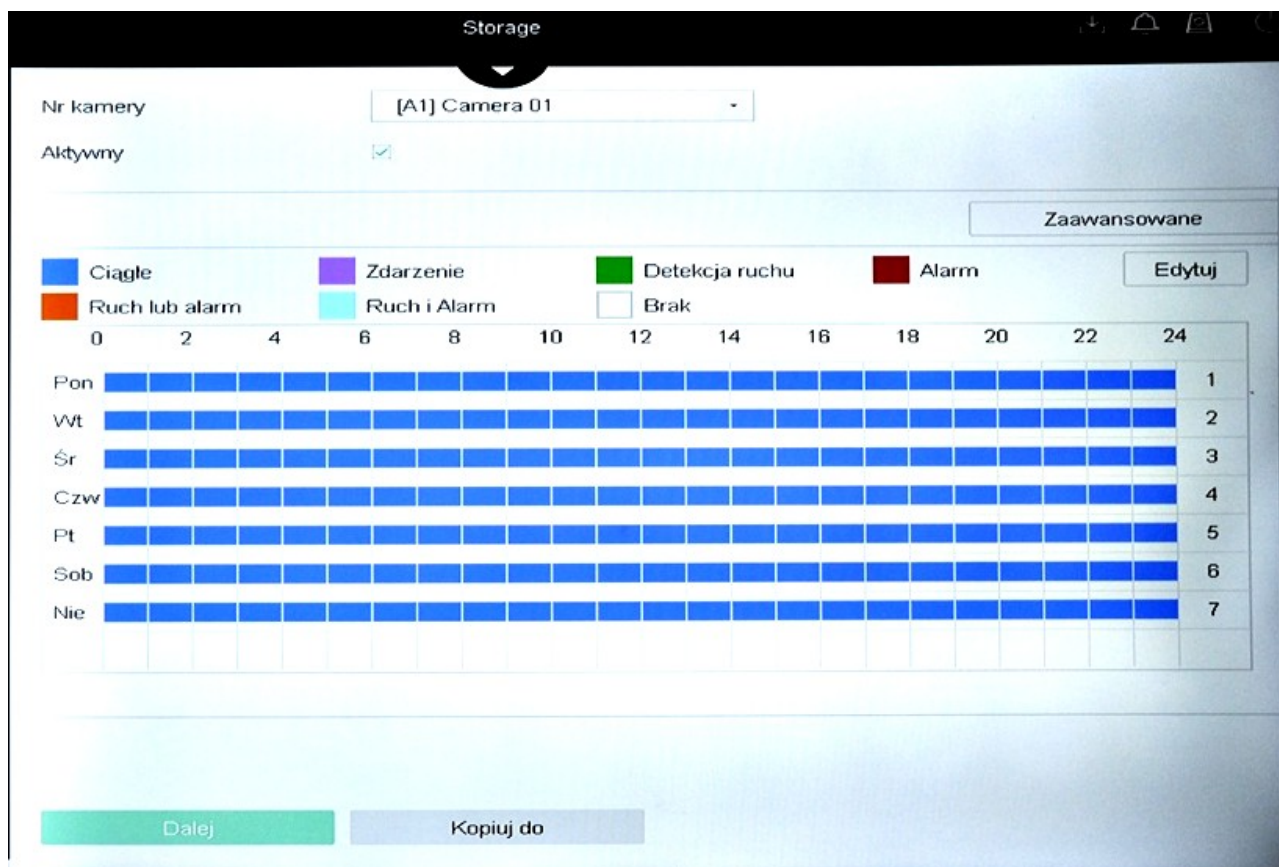 Storage
Nr kamery [A1] Camera 01
Aktywny
Zaawansowane
Ciągłe Zdarzenie Detekcja ruchu Alarm Edytuj
Ruch lub alarm Ruch i Alarm Brak
0 2 4 6 8 10 12 14 16 18 20 22 24
Pon 1
Wt 2
Śr 3
Czw 4
Pt 5
Sob 6
Nie 7
Dalej Kopiuj do